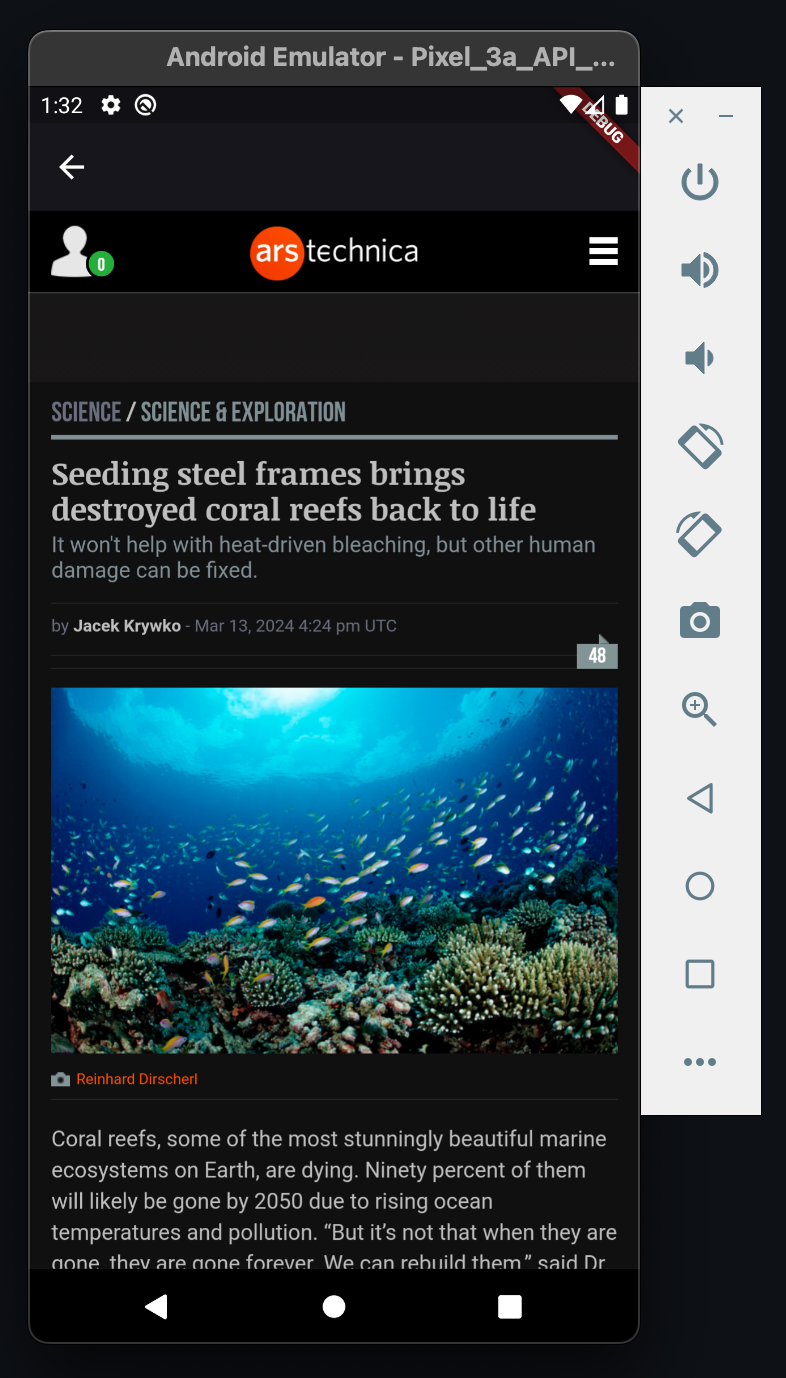 Android Emulator - Pixel_3a_API_...
1:32
DEBUG
0
ars technica
SCIENCE / SCIENCE & EXPLORATION
Seeding steel frames brings
destroyed coral reefs back to life
It won't help with heat-driven bleaching, but other human
damage can be fixed.
by Jacek Krywko - Mar 13, 2024 4:24 pm UTC
48
Reinhard Dirscherl
Coral reefs, some of the most stunningly beautiful marine
ecosystems on Earth, are dying. Ninety percent of them
will likely be gone by 2050 due to rising ocean
temperatures and pollution. “But it’s not that when they are
gone, they are gone forever. We can rebuild them,” said Dr.